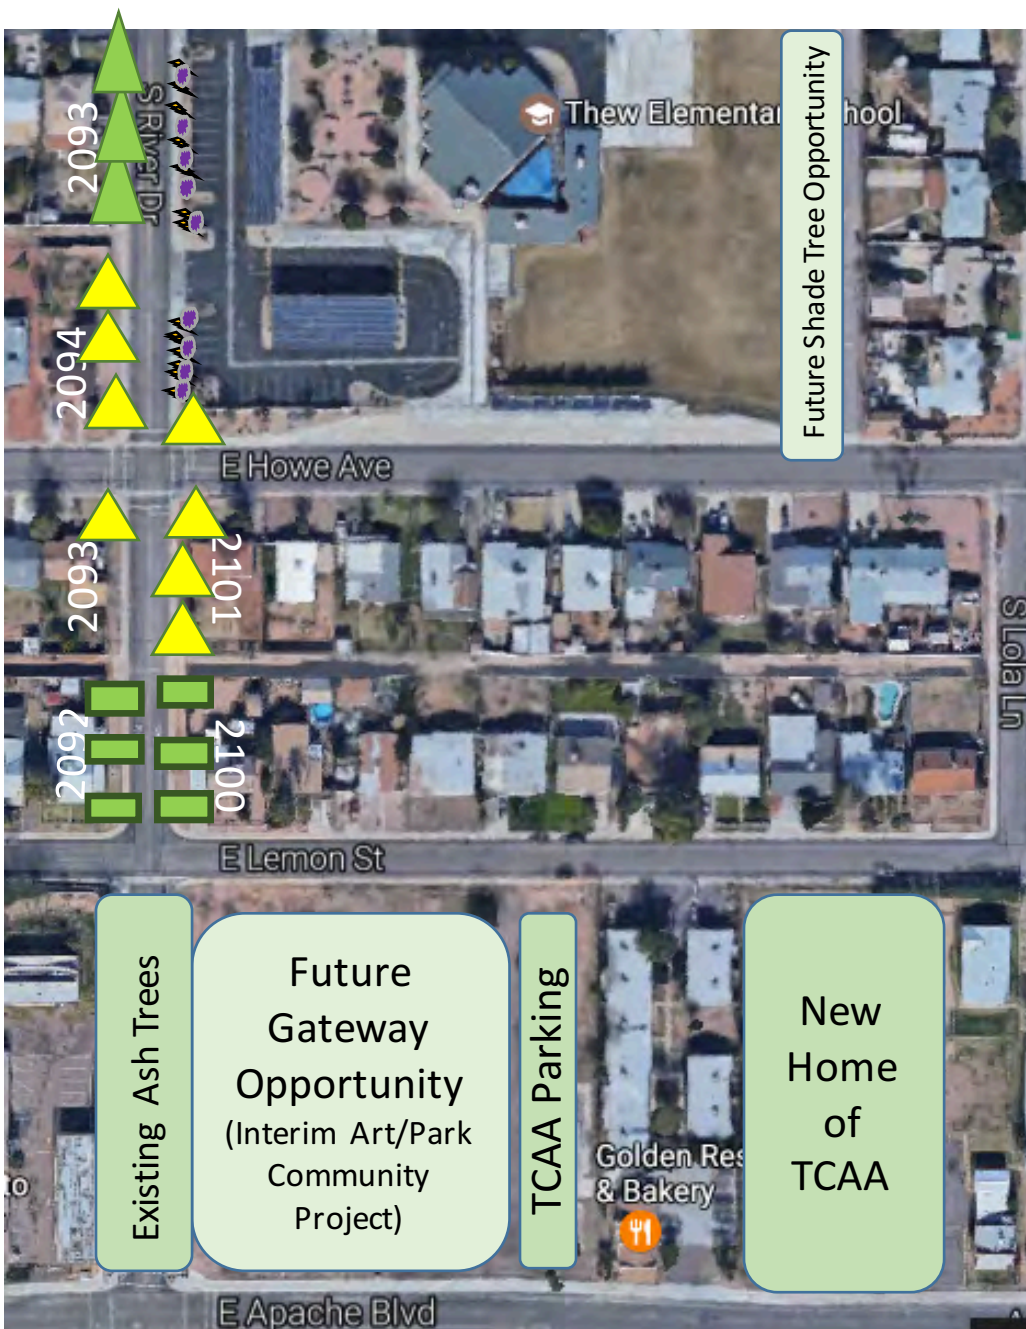 2093
S River Dr
Thew Elementary School
Future Shade Tree Opportunity
2094
E Howe Ave
2093
2101
S Lola Ln
2092
2100
E Lemon St
Existing Ash Trees
Future
Gateway
Opportunity
(Interim Art/Park
Community
Project)
TCAA Parking
Golden Res
& Bakery
New
Home
of
TCAA
to
E Apache Blvd